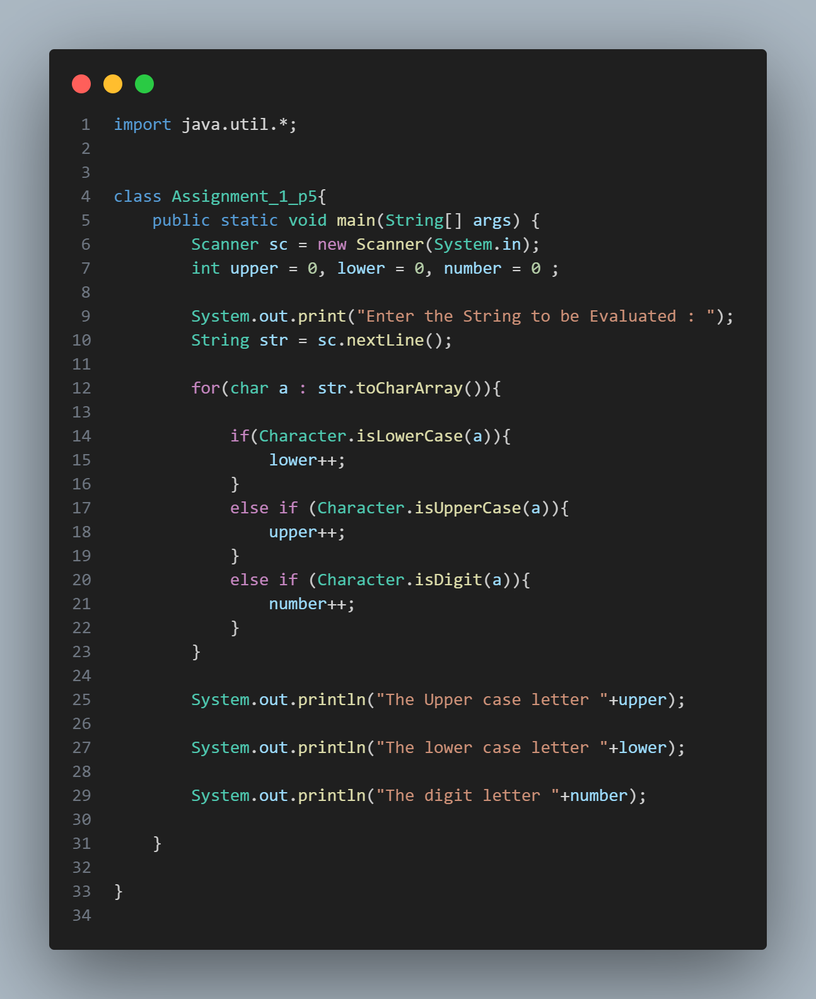 1 import java.util.*;
2
3
4 class Assignment_1_p5{
5     public static void main(String[] args) {
6         Scanner sc = new Scanner(System.in);
7         int upper = 0, lower = 0, number = 0 ;
8
9         System.out.print("Enter the String to be Evaluated : ");
10         String str = sc.nextLine();
11
12         for(char a : str.toCharArray()){
13
14             if(Character.isLowerCase(a)){
15                 lower++;
16             }
17             else if (Character.isUpperCase(a)){
18                 upper++;
19             }
20             else if (Character.isDigit(a)){
21                 number++;
22             }
23         }
24
25         System.out.println("The Upper case letter "+upper);
26
27         System.out.println("The lower case letter "+lower);
28
29         System.out.println("The digit letter "+number);
30
31     }
32
33 }
34